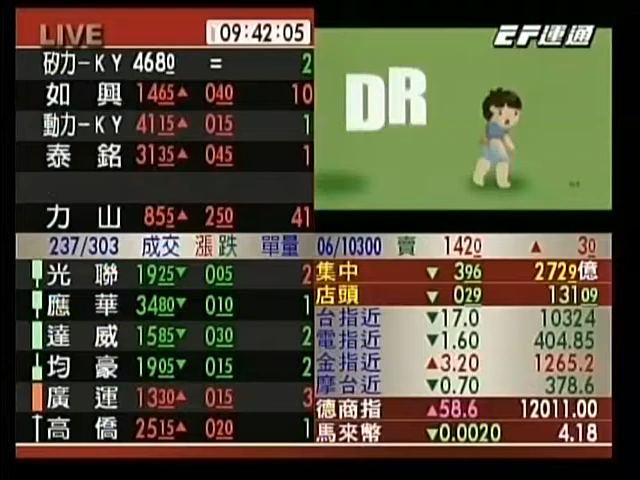 LIVE 09:42:05
矽力-KY 4680 = 2
如興 1465▲ 040 10
動力-KY 4115▲ 015 1
泰銘 3135▲ 045 1
力山 855▲ 250 41
237/303 成交 漲跌 單量
光聯 1925▼ 005 2
應華 3480▼ 010 1
達威 1585▼ 030 2
均豪 1905▼ 015 2
廣運 1330▲ 015 3
高僑 2515▲ 020 1
運通
DR
06/10300 賣 1420 ▲ 30
集中 ▼ 396 2729億
店頭 ▼ 029 13109
台指近 ▼17.0 10324
電指近 ▼1.60 404.85
金指近 ▲3.20 1265.2
摩台近 ▼0.70 378.6
德商指 ▲58.6 12011.00
馬來幣 ▼0.0020 4.18